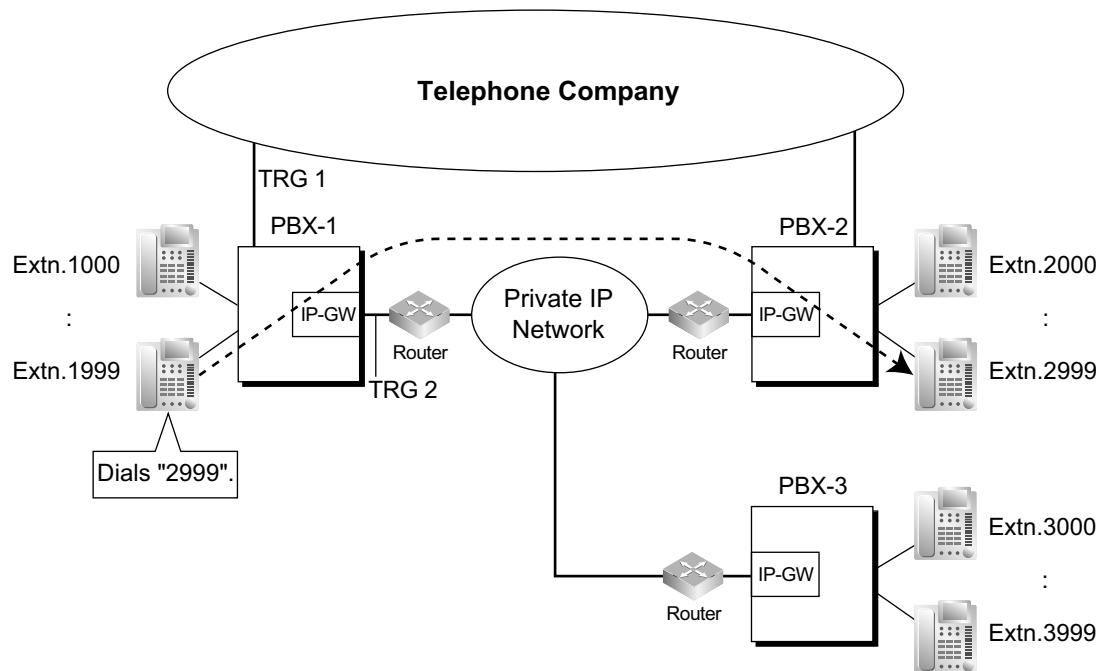 Telephone Company
TRG 1
PBX-1
PBX-2
Extn.1000
:
Extn.1999
IP-GW
Router
TRG 2
Private IP
Network
Router
IP-GW
Extn.2000
:
Extn.2999
Dials "2999".
PBX-3
Router
IP-GW
Extn.3000
:
Extn.3999